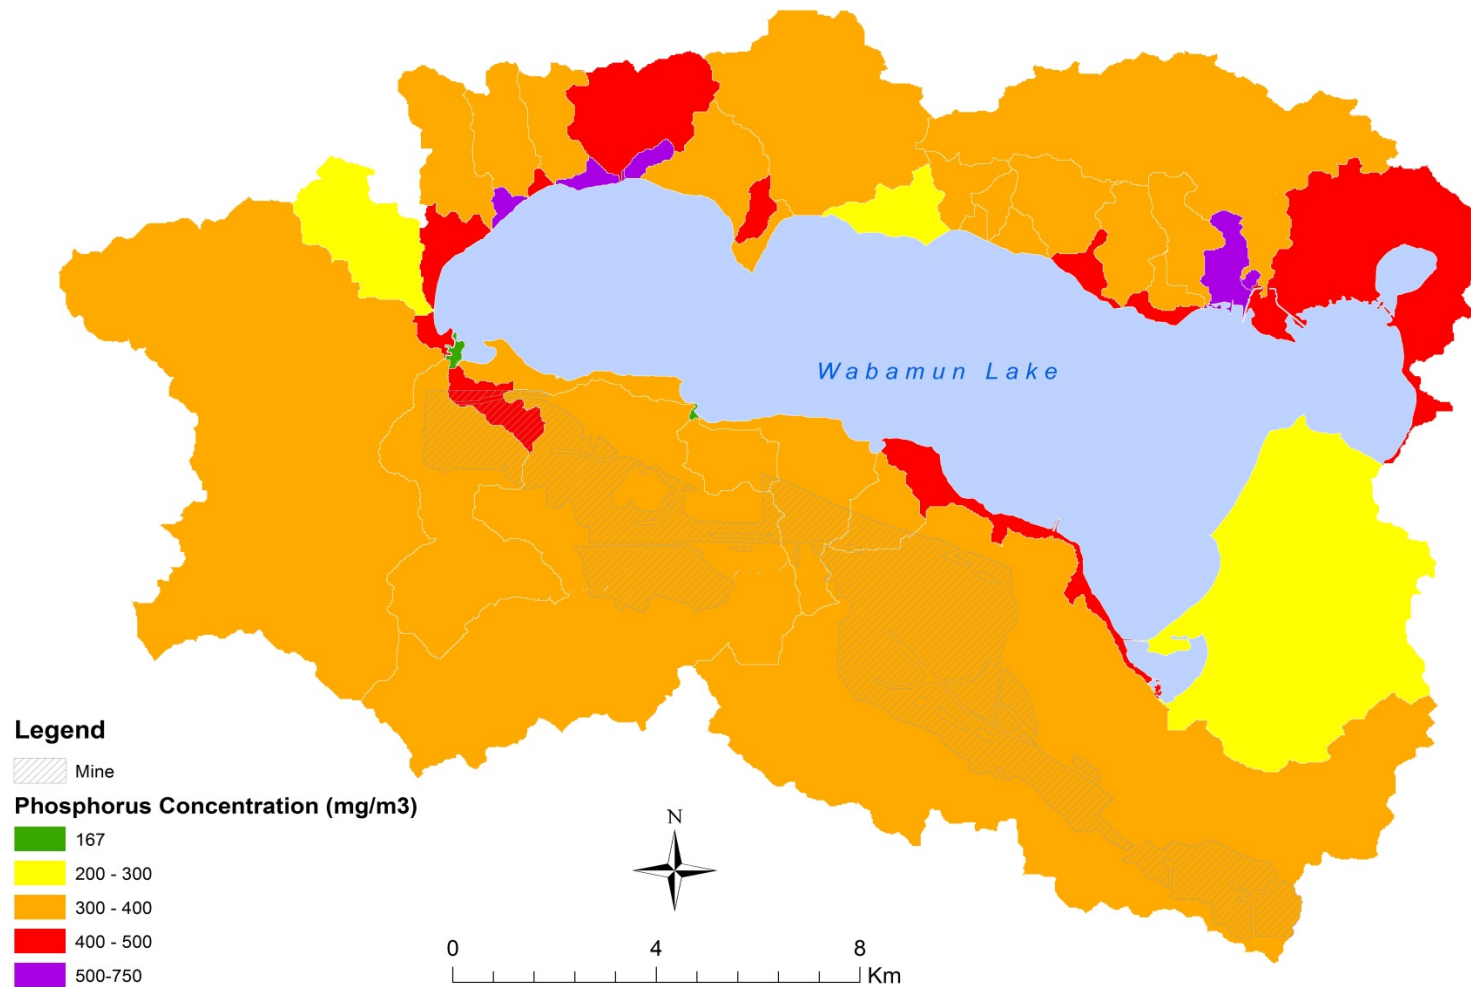 Wabamun Lake
Legend
Mine
Phosphorus Concentration (mg/m3)
167
200 - 300
300 - 400
400 - 500
500-750
N
0 4 8
Km